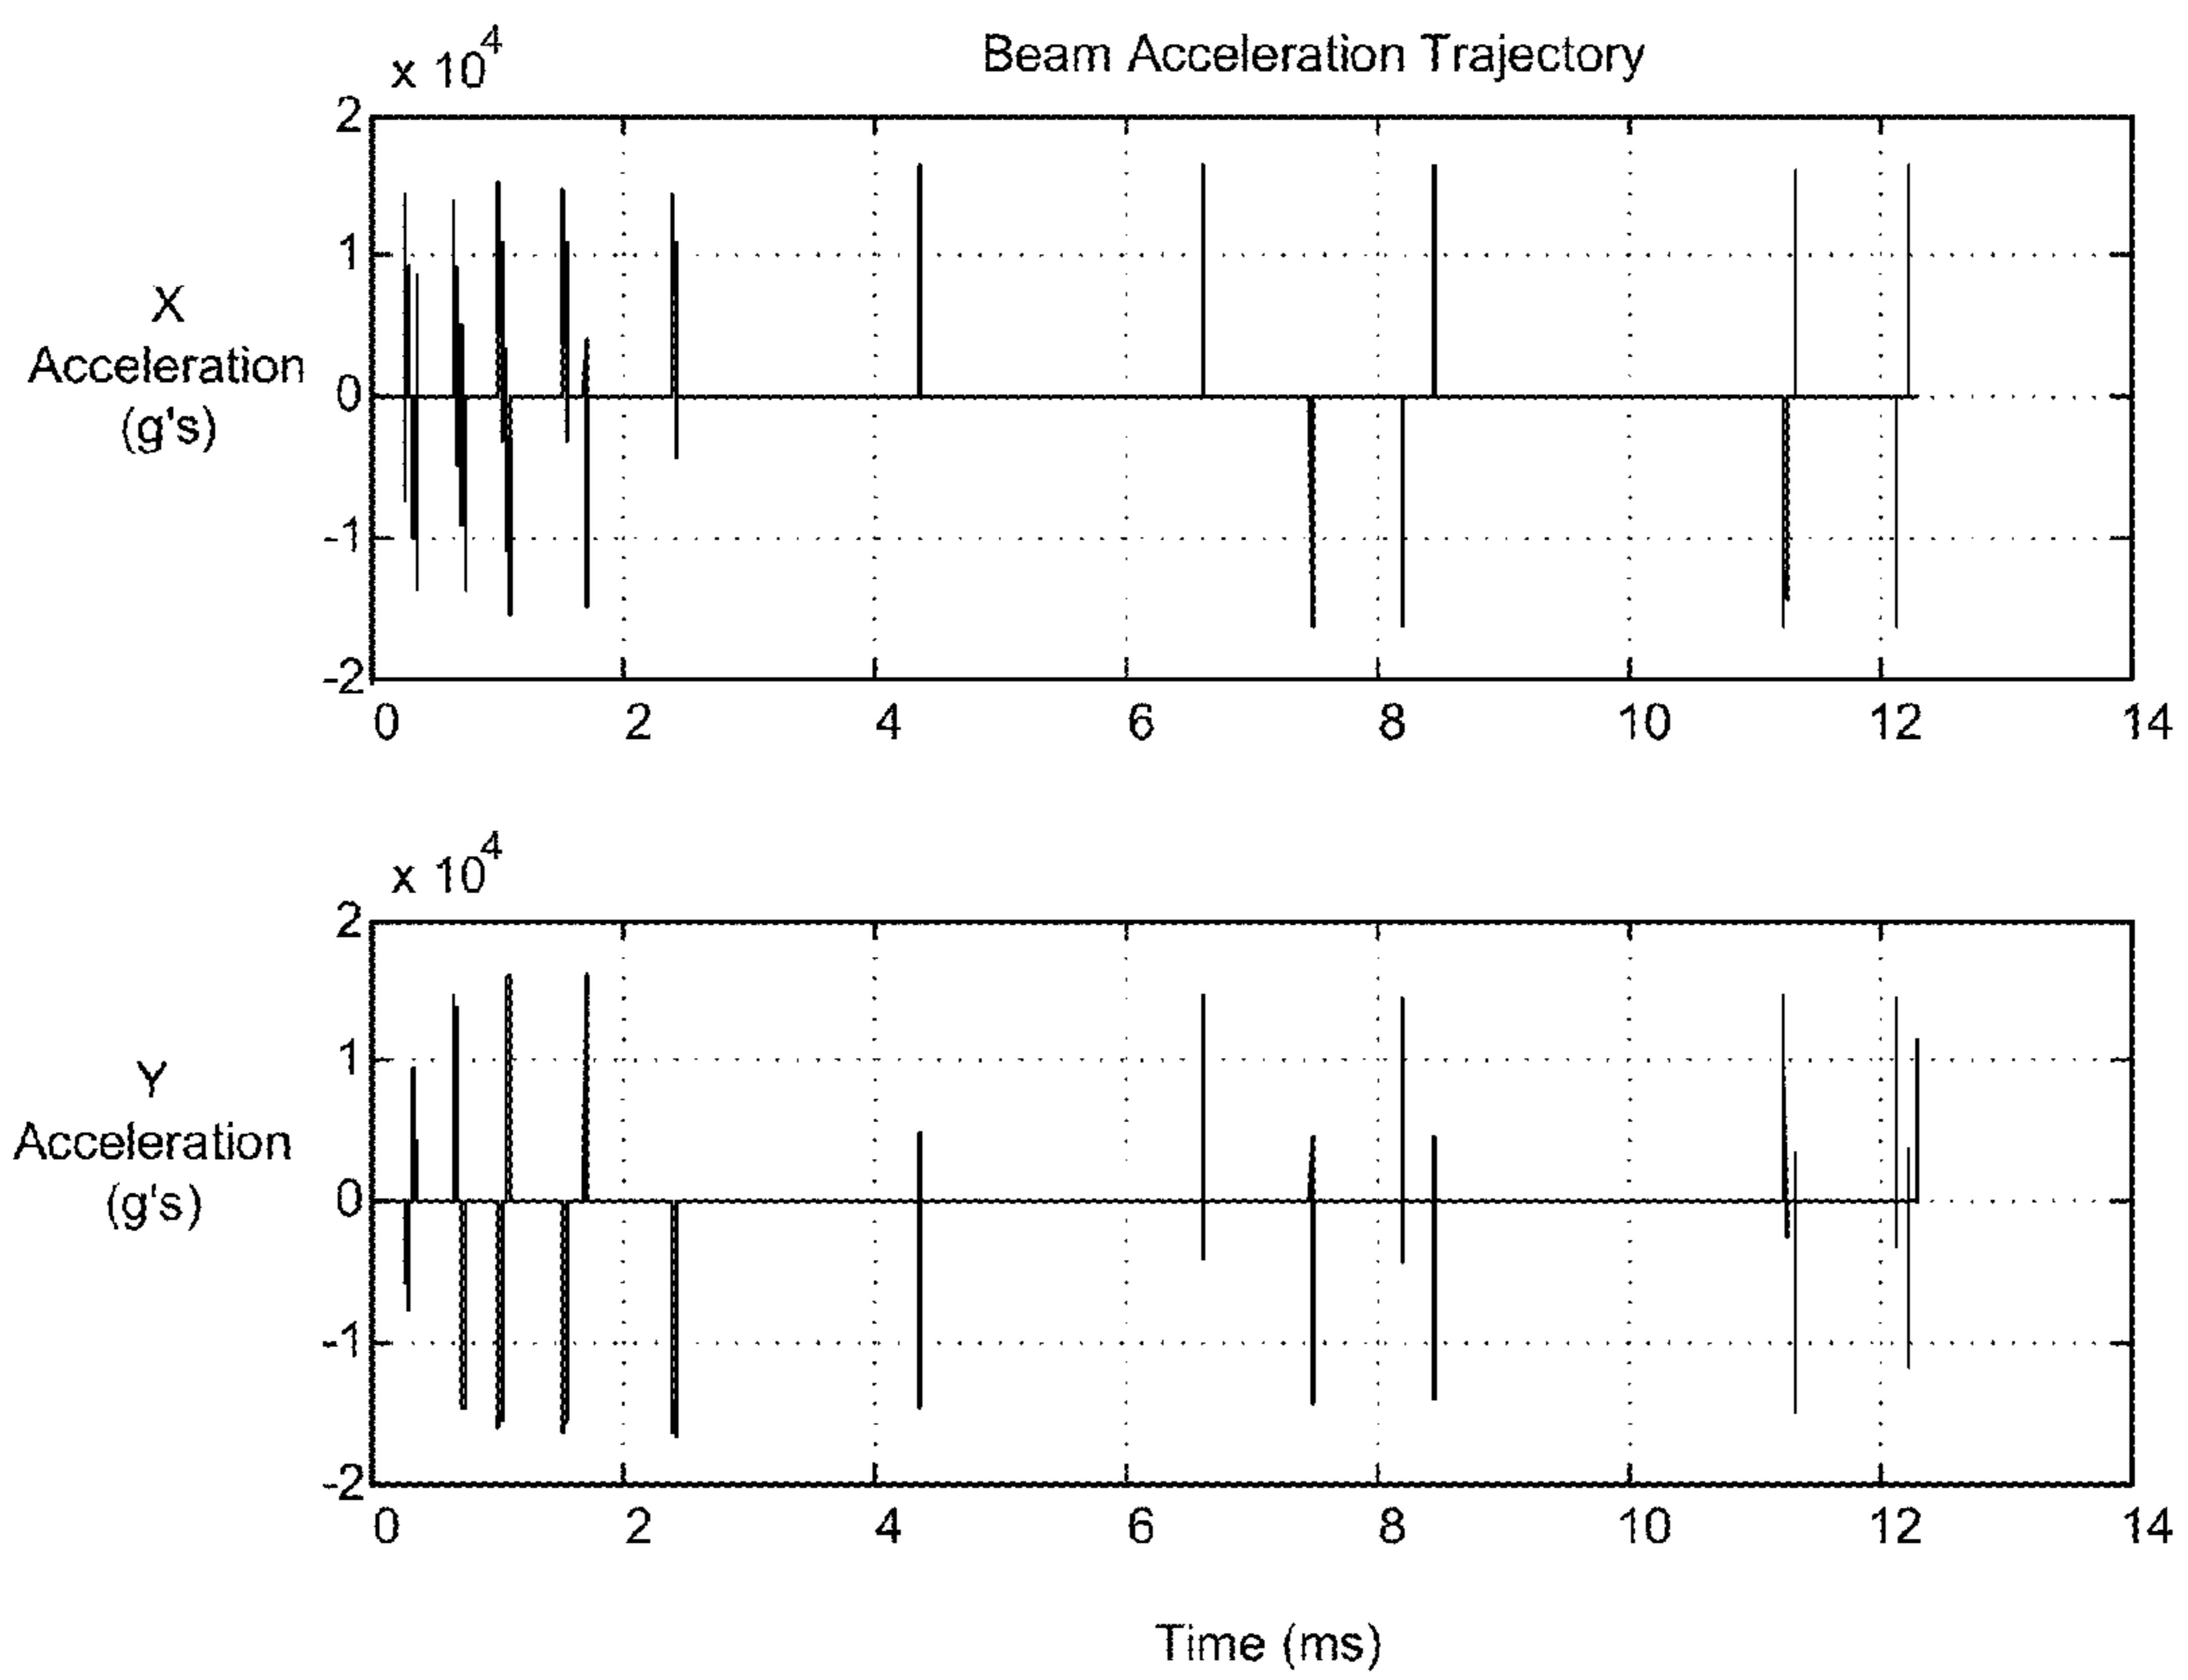 Beam Acceleration Trajectory
x 10^4
2
1
0
-1
-2
X
Acceleration
(g's)
0 2 4 6 8 10 12 14
x 10^4
2
1
0
-1
-2
Y
Acceleration
(g's)
0 2 4 6 8 10 12 14
Time (ms)